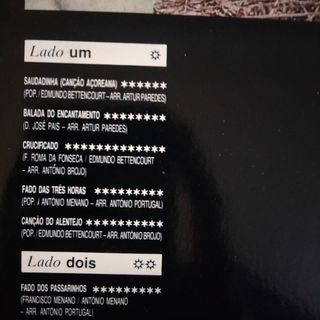 Lado um
SAUDADINHA (CANÇÃO AÇOREANA)
(POP. / EDMUNDO BETTENCOURT – ARR. ARTUR PAREDES)
BALADA DO ENCANTAMENTO
(D. JOSÉ PAIS – ARR. ARTUR PAREDES)
CRUCIFICADO
(F. ROMA DA FONSECA / EDMUNDO BETTENCOURT
– ARR. ANTÓNIO BROJO)
FADO DAS TRÊS HORAS
(POP. / ANTÓNIO MENANO – ARR. ANTÓNIO PORTUGAL)
CANÇÃO DO ALENTEJO
(POP. / EDMUNDO BETTENCOURT – ARR. ANTÓNIO BROJO)
Lado dois
FADO DOS PASSARINHOS
(FRANCISCO MENANO / ANTÓNIO MENANO
– ARR. ANTÓNIO PORTUGAL)